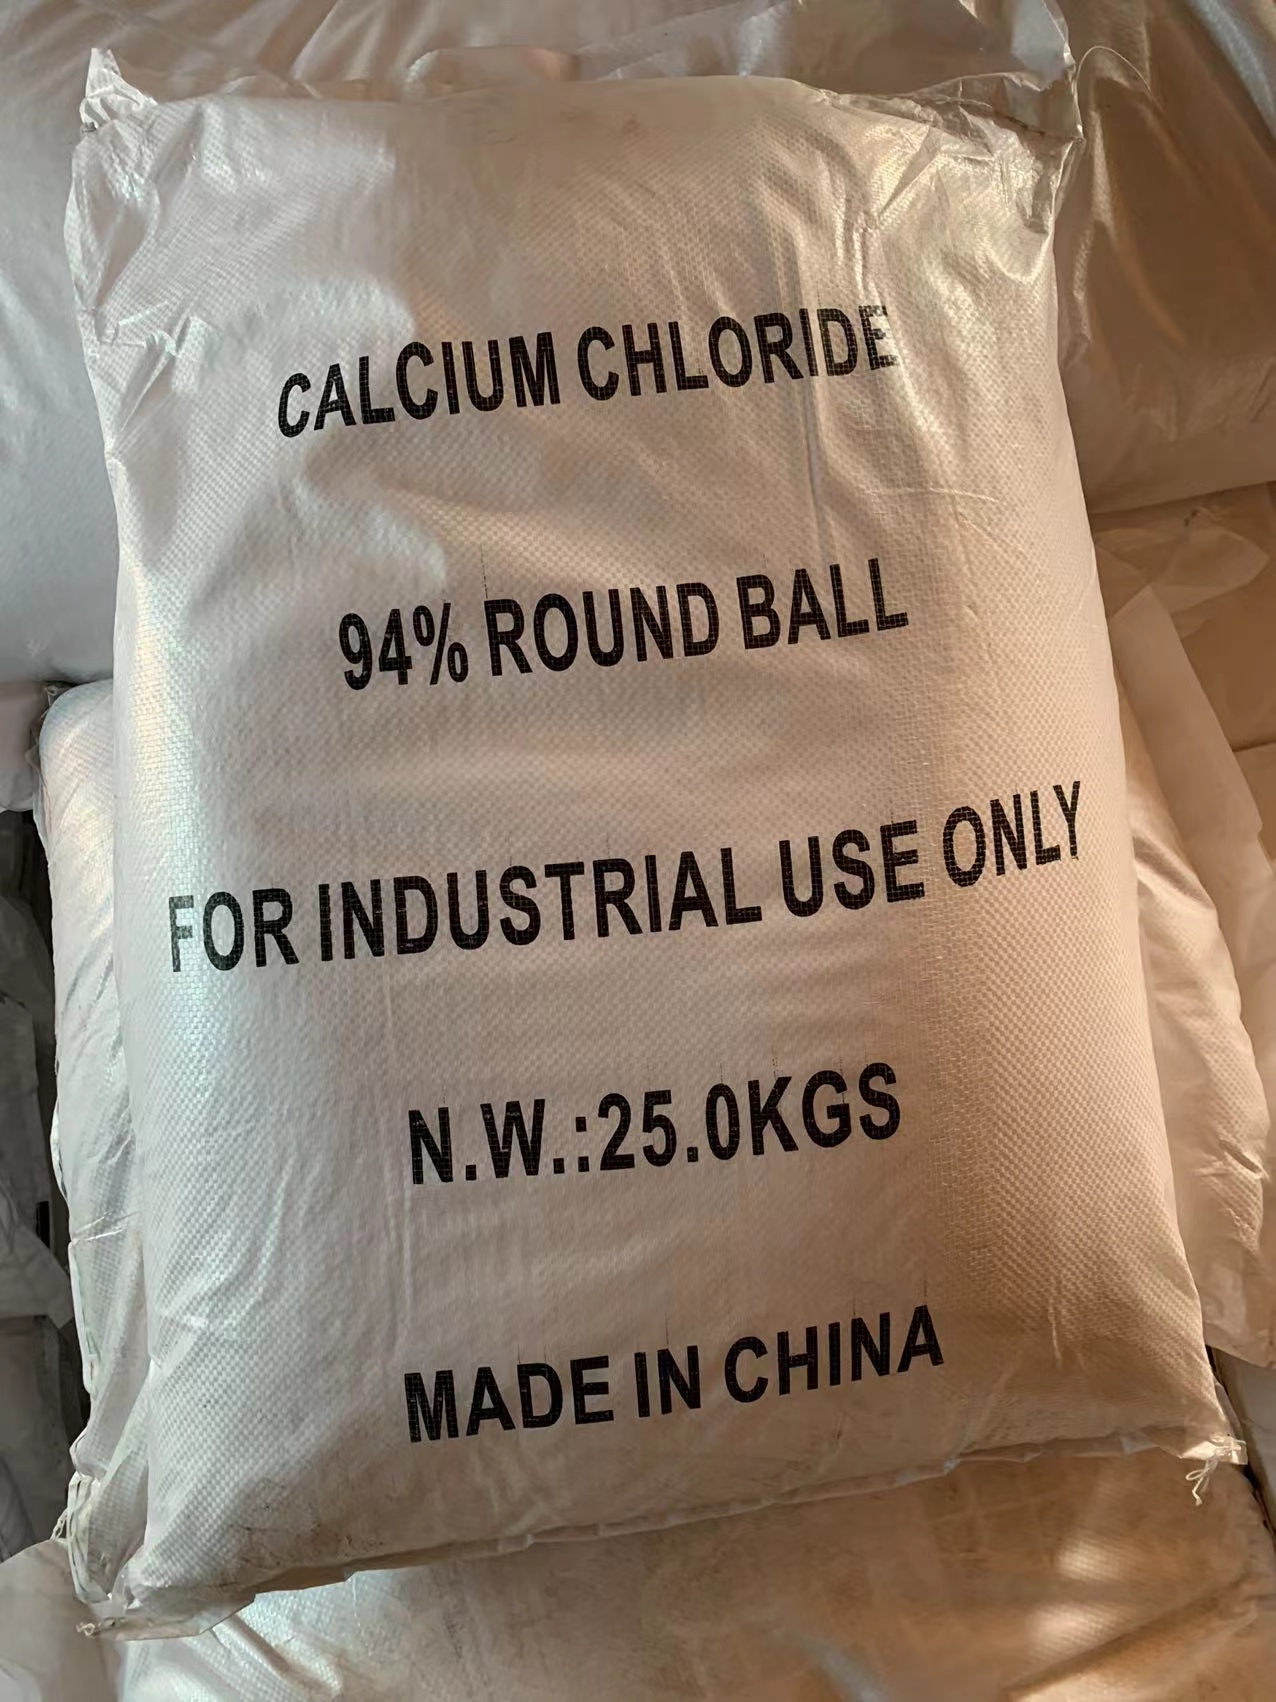 CALCIUM CHLORIDE
94% ROUND BALL
FOR INDUSTRIAL USE ONLY
N.W.:25.0KGS
MADE IN CHINA